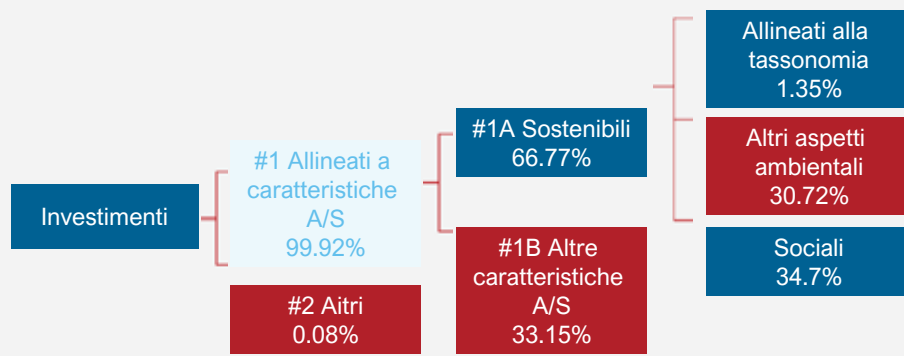 Investimenti
#1 Allineati a
caratteristiche
A/S
99.92%
#2 Aitri
0.08%
#1A Sostenibili
66.77%
#1B Altre
caratteristiche
A/S
33.15%
Allineati alla
tassonomia
1.35%
Altri aspetti
ambientali
30.72%
Sociali
34.7%